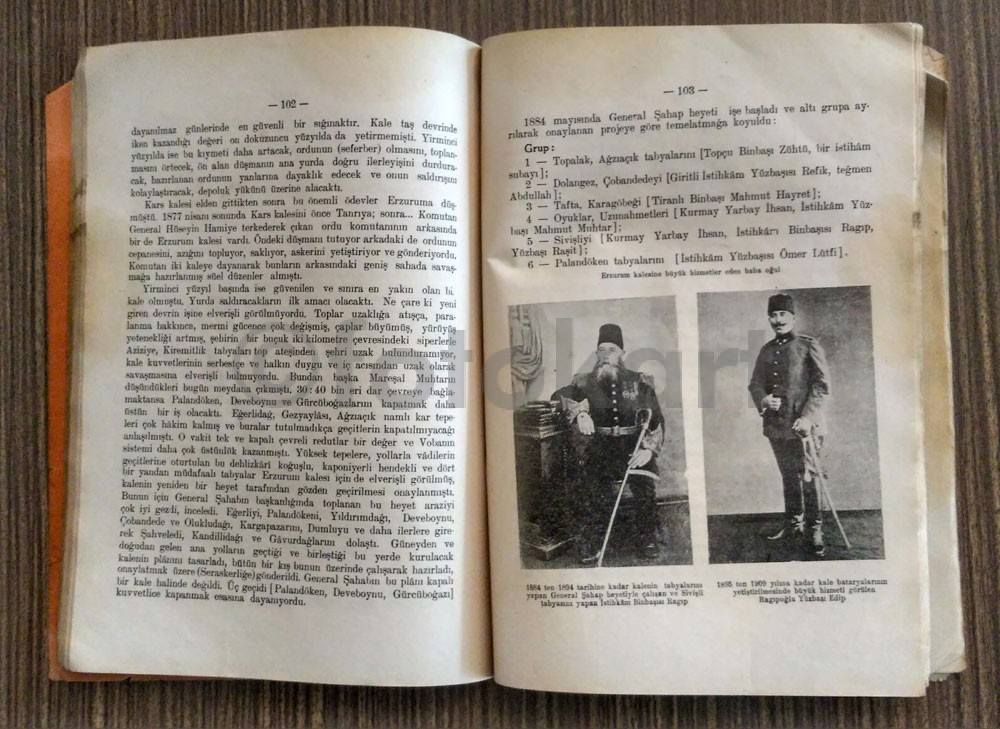 — 102 —
dayanılmaz günlerinde en güvenli bir sığınaktır. Kale taş devrinde
iken kazandığı değeri on dokuzuncu yüzyılda da yetirmemişti. Yirminci
yüzyılda ise bu kıymeti daha artacak, ordunun (seferber) olmasını, toplan-
masını örtecek, ön alan düşmanın ana yurda doğru ilerleyişini durdura-
cak, hazırlanan ordunun yanlarına dayaklık edecek ve onun saldırışını
kolaylaştıracak, depoluk yükünü üzerine alacaktı.
Kars kalesi elden gittikten sonra bu önemli ödevler Erzuruma düş-
müştü. 1877 nisanı sonunda Kars kalesini önce Tanrıya; sonra... Komutan
General Hüseyin Hamiye terkederek çıkan ordu komutanının arkasında
bir de Erzurum kalesi vardı. Öndeki düşmanı tutuyor arkadaki de ordunun
cepanesini, azığını topluyor, saklıyor, askerini yetiştiriyor ve gönderiyordu.
Komutan iki kaleye dayanarak bunların arkasındaki geniş sahada savaş-
mağa hazırlanmış süel düzenler almıştı.
Yirminci yüzyıl başında ise güvenilen ve sınıra en yakın olan bi.
kale olmuştu. Yurda saldıracakların ilk amacı olacaktı. Ne çare ki yeni
giren devrin işine elverişli görülmüyordu. Toplar uzaklığa atışça, para-
lanma hakkınca, mermi gücence çok değişmiş, çaplar büyümüş, yürüyüş
yetenekliği artmış, şehirin bir buçuk iki kilometre çevresindeki siperlerle
Aziziye, Kiremitlik tabyaları top ateşinden şehri uzak bulunduramıyor,
kale kuvvetlerinin serbestçe ve halkın duygu ve iç acısından uzak olarak
savaşmasına elverişli bulmuyordu. Bundan başka Mareşal Muhtarın
düşündükleri bugün meydana çıkmıştı. 30:40 bin eri dar çevreye bağla-
maktansa Palandöken, Deveboynu ve Gürcüboğazlarını kapatmak daha
üstün bir iş olacaktı. Eğerlidağ, Gezyaylâsı, Ağzıaçık namlı kar tepe-
leri çok hâkim kalmış ve buralar tutulmadıkça geçitlerin kapatılmıyacağı
anlaşılmıştı. O vakit tek ve kapalı çevreli redutlar bir değer ve Vobanın
sistemi daha çok üstünlük kazanmıştı. Yüksek tepelere, yollarla vâdilerin
geçitlerine oturtulan bu dehlizkârî koğuşlu, kaponiyerli hendekli ve dört
bir yandan müdafaalı tabyalar Erzurum kalesi için de elverişli görülmüş,
kalenin yeniden bir heyet tarafından gözden geçirilmesi onaylanmıştı.
Bunun için General Şahabın başkanlığında toplanan bu heyet araziyi
çok iyi gezdi, inceledi. Eğerliyi, Palandökeni, Yıldırımdağı, Deveboynu,
Çobandede ve Olukludağı, Kargapazarını, Dumluyu ve daha ilerlere gire-
rek Şahveledi, Kandillidağı ve Gâvurdağlarını dolaştı. Güneyden ve
doğudan gelen ana yolların geçtiği ve birleştiği bu yerde kurulacak
kalenin plânını tasarladı, bütün bir kış bunun üzerinde çalışarak hazırladı,
onaylatmak üzere (Seraskerliğe) gönderildi. General Şahabın bu plânı kapalı
bir kale halinde değildi. Üç geçidi [Palandöken, Deveboynu, Gürcüboğazı]
kuvvetlice kapanmak esasına dayanıyordu.
— 103 —
1884 mayısında General Şahap heyeti işe başladı ve altı grupa ay-
rılarak onaylanan projeye göre temelatmağa koyuldu:
Grup:
1 — Topalak, Ağzıaçık tabyalarını [Topçu Binbaşı Zühtü, bir istihâm
subayı];
2 — Dolangez, Çobandedeyi [Giritli İstihkâm Yüzbaşısı Refik, teğmen
Abdullah];
3 — Tafta, Karagöbeği [Tiranlı Binbaşı Mahmut Hayret];
4 — Oyuklar, Uzunahmetleri [Kurmay Yarbay İhsan, İstihkâm Yüz-
başı Mahmut Muhtar];
5 — Sivişliyi [Kurmay Yarbay İhsan, İstihkâm Binbaşısı Ragıp,
Yüzbaşı Raşit];
6 — Palandöken tabyalarını [İstihkâm Yüzbaşısı Ömer Lûtfi].
Erzurum kalesine büyük hizmetler eden baba oğul
1884 ten 1894 tarihine kadar kalenin tabyalarını
yapan General Şahap heyetiyle çalışan ve Sivişli
tabyasını yapan İstihkâm Binbaşısı Ragıp
1895 ten 1909 yılına kadar kale bataryalarının
yetiştirilmesinde büyük hizmeti görülen
Ragıpoğlu Yüzbaşı Edip